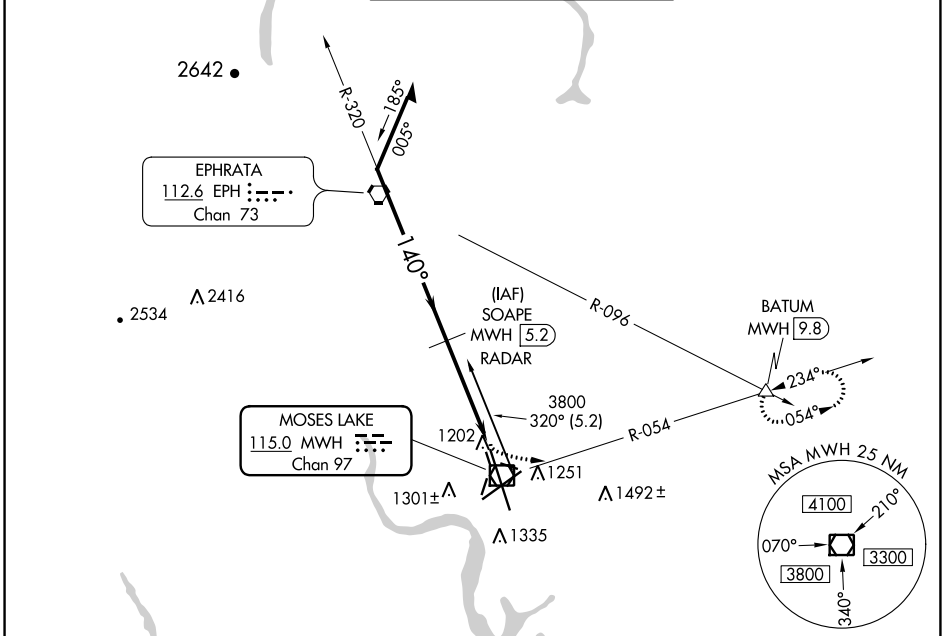 2642
R-320
185°
005°
EPHRATA
112.6 EPH
Chan 73
140°
2416
2534
(IAF)
SOAPE
MWH 5.2
RADAR
R-096
BATUM
MWH 9.8
234°
054°
3800
320° (5.2)
R-054
MOSES LAKE
115.0 MWH
Chan 97
1202
1251
1301±
1492±
1335
MSA MWH 25 NM
4100
210°
070°
3300
3800
340°